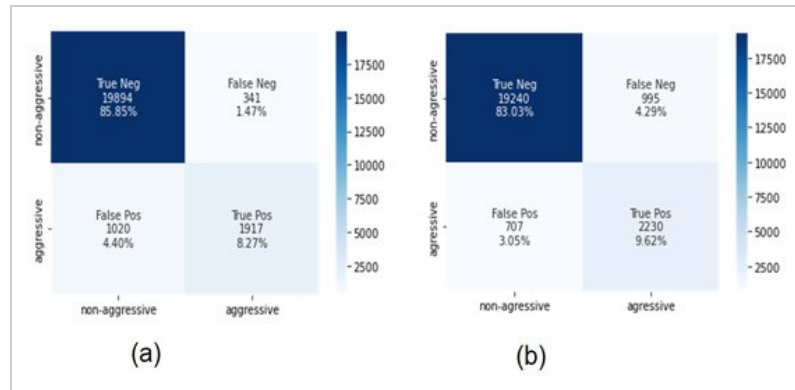 non-aggressive
True Neg
19894
85.85%
False Neg
341
1.47%
aggressive
False Pos
1020
4.40%
True Pos
1917
8.27%
non-aggressive
aggressive
17500
15000
12500
10000
7500
5000
2500
(a)
non-aggressive
True Neg
19240
83.03%
False Neg
995
4.29%
agressive
False Pos
707
3.05%
True Pos
2230
9.62%
non-aggressive
agressive
17500
15000
12500
10000
7500
5000
2500
(b)